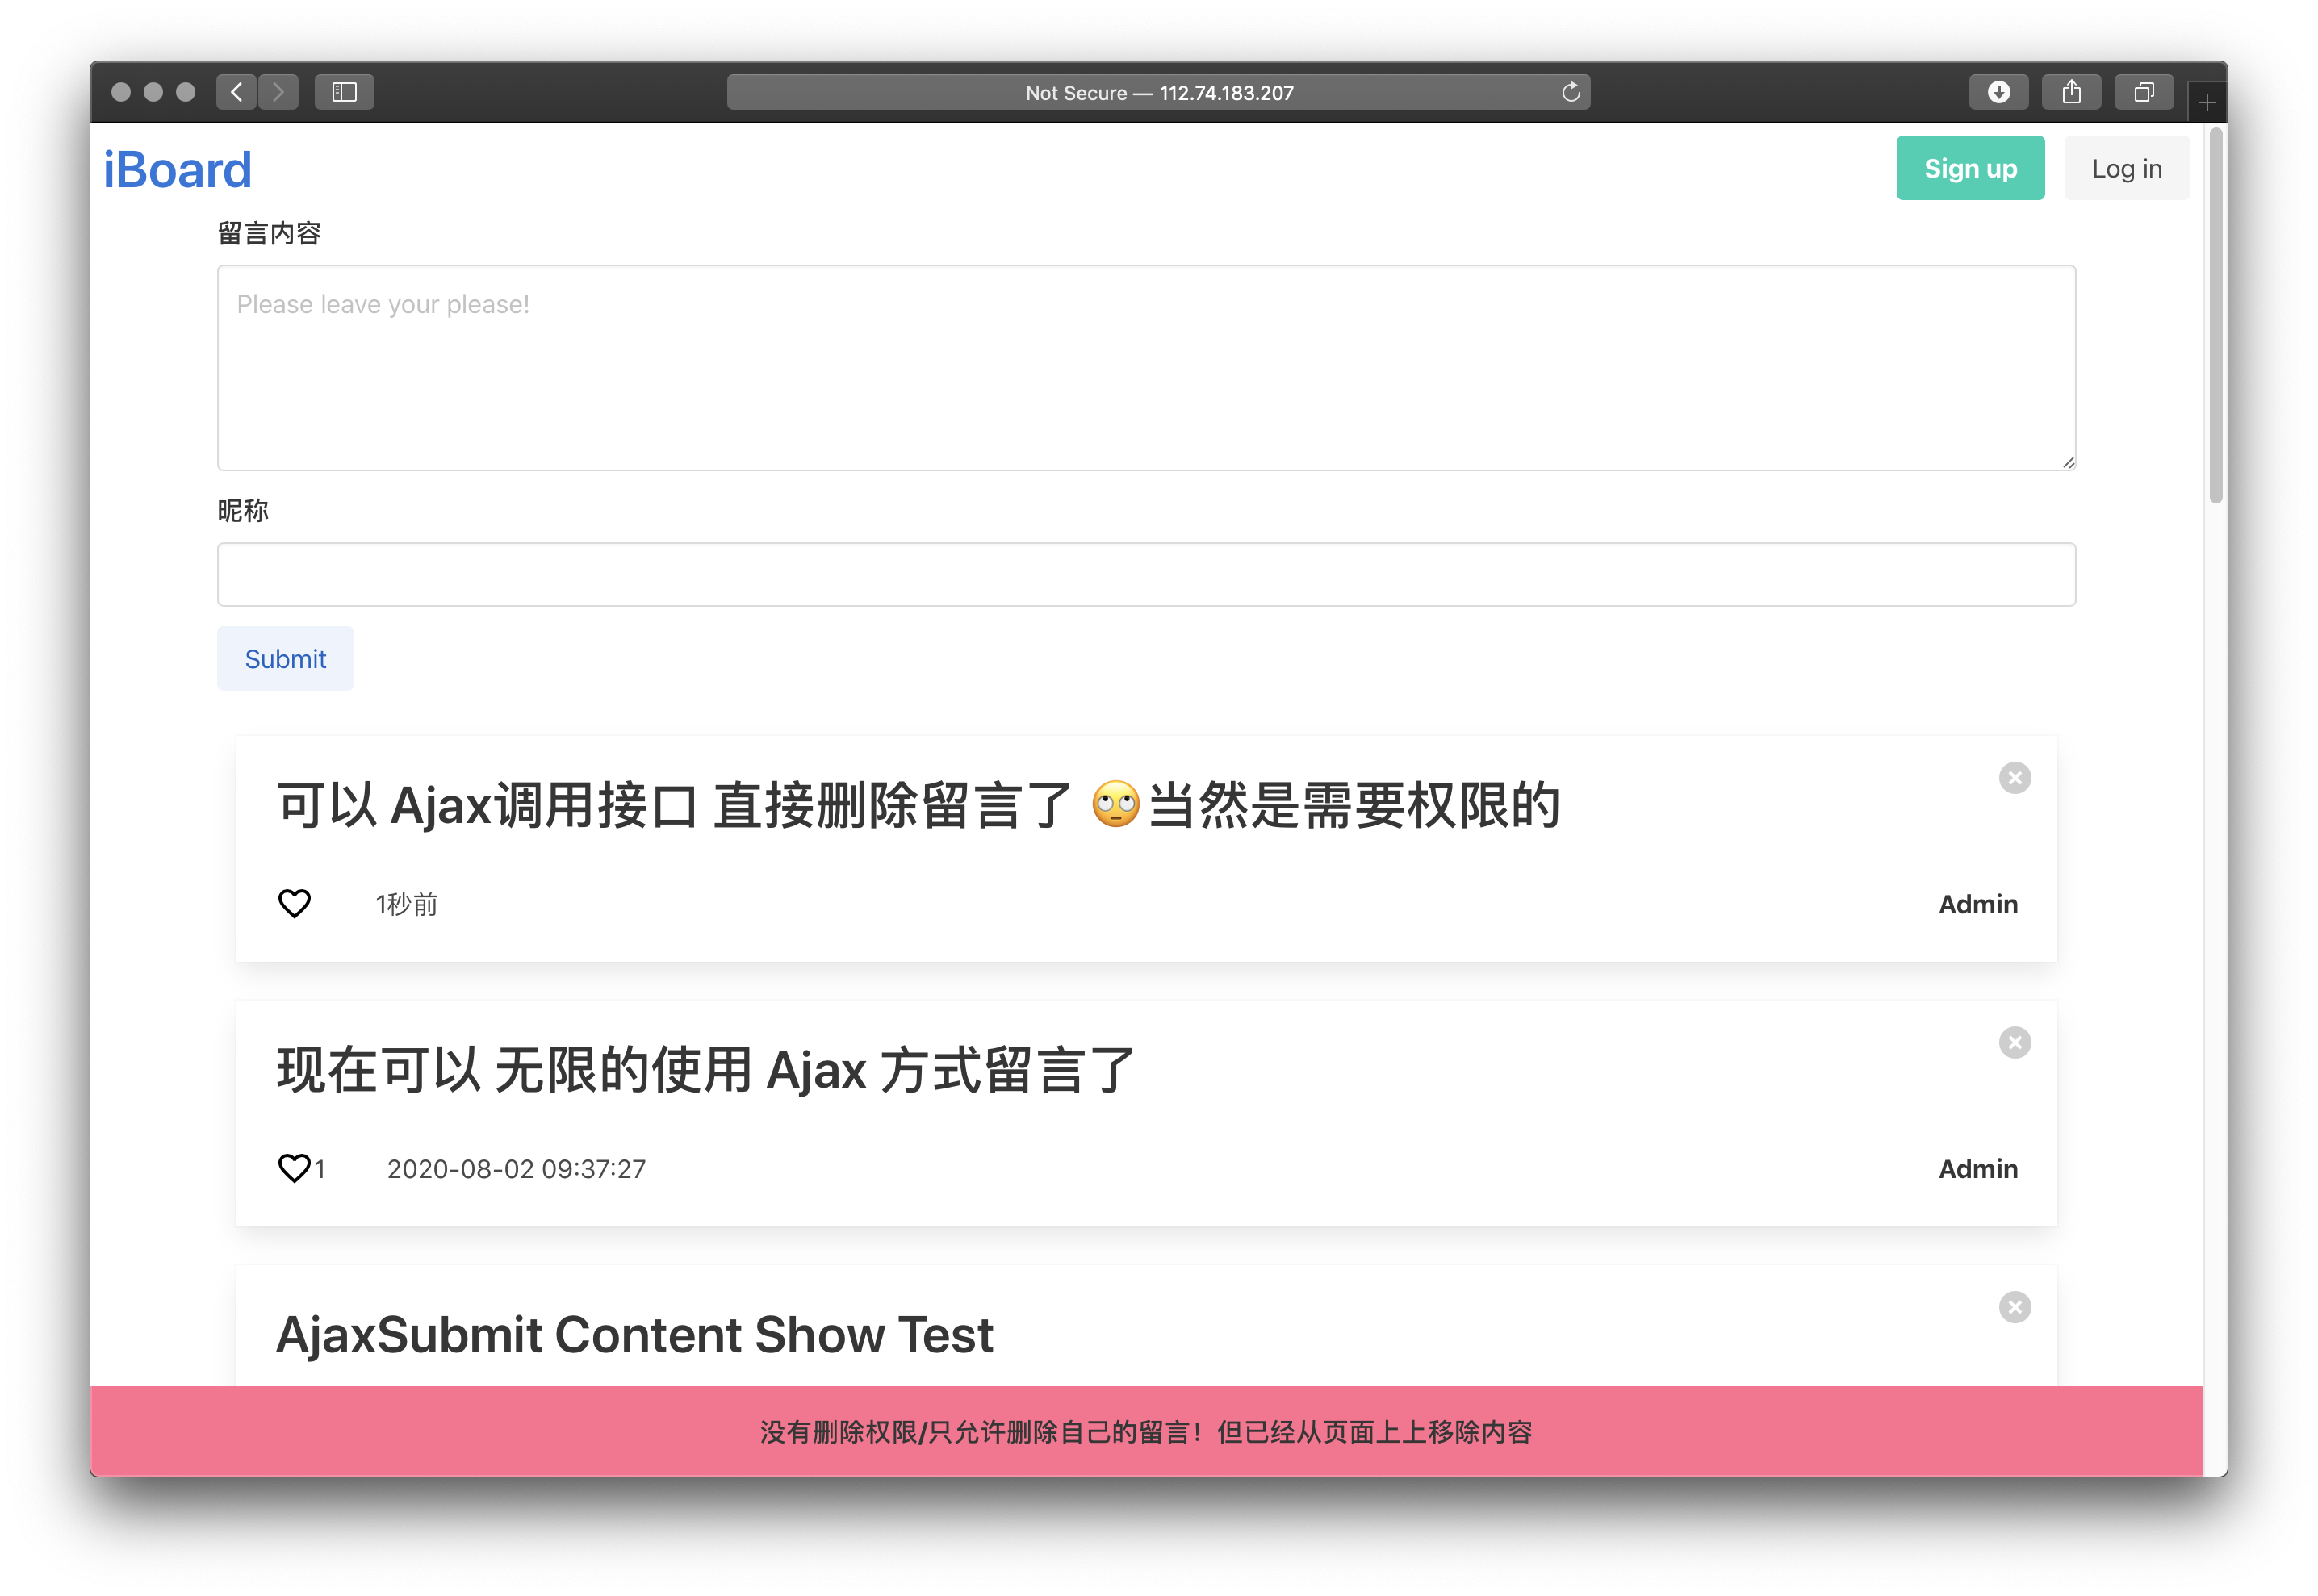 Not Secure — 112.74.183.207
iBoard
Sign up
Log in
留言内容
Please leave your please!
昵称
Submit
可以 Ajax调用接口 直接删除留言了 🙄当然是需要权限的
1秒前
Admin
现在可以 无限的使用 Ajax 方式留言了
1
2020-08-02 09:37:27
Admin
AjaxSubmit Content Show Test
没有删除权限/只允许删除自己的留言！但已经从页面上上移除内容